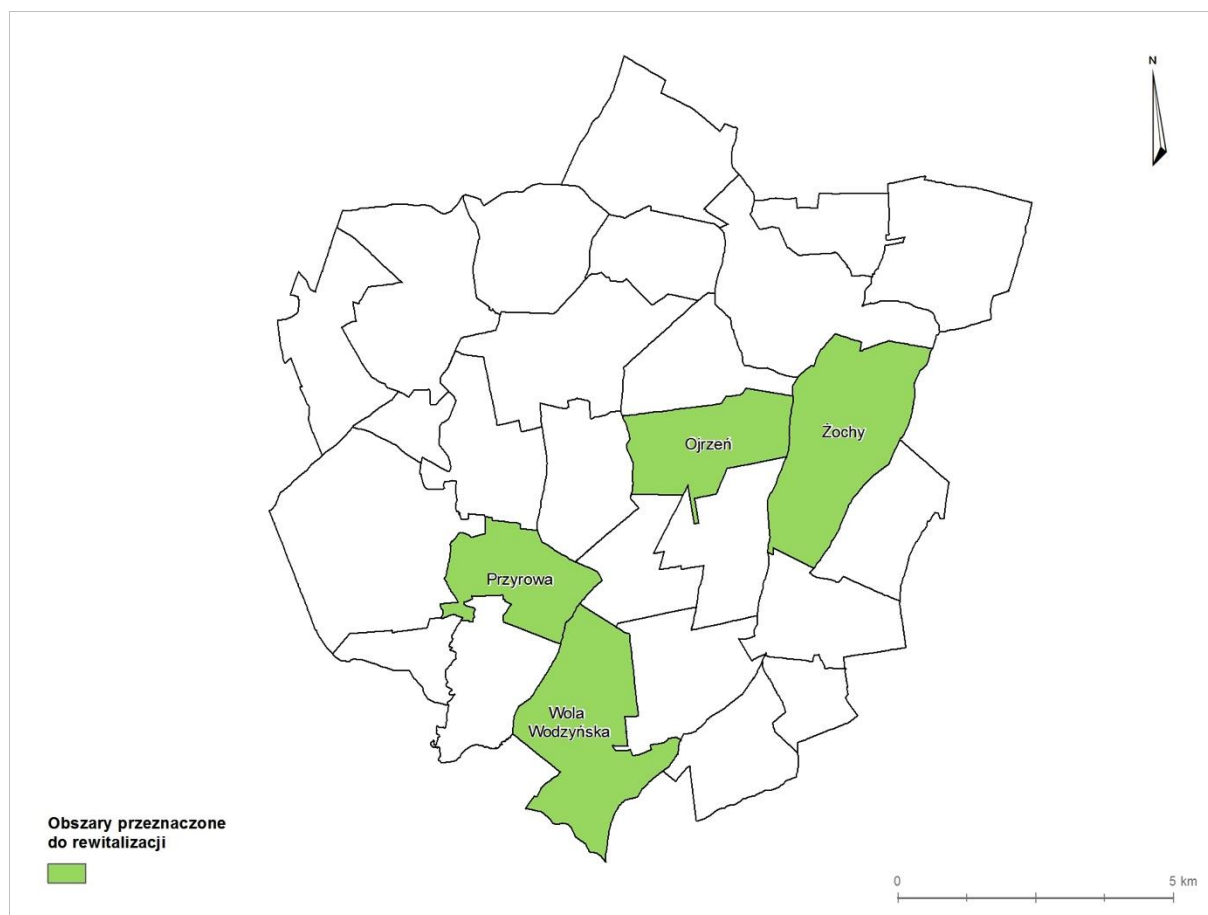 N
Ojrzeń
Żochy
Przyrowa
Wola
Wodzyńska
Obszary przeznaczone
do rewitalizacji
0
5 km